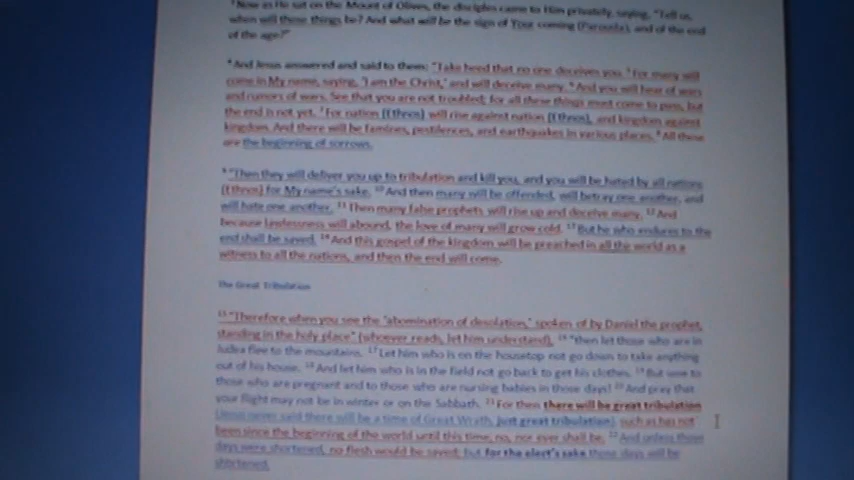 ³Now as He sat on the Mount of Olives, the disciples came to Him privately, saying, "Tell us,
when will these things be? And what will be the sign of Your coming (Parousia), and of the end
of the age?"
⁴And Jesus answered and said to them: "Take heed that no one deceives you. ⁵For many will
come in My name, saying, 'I am the Christ,' and will deceive many. ⁶And you will hear of wars
and rumors of wars. See that you are not troubled; for all these things must come to pass, but
the end is not yet. ⁷For nation (Ethnos) will rise against nation (Ethnos), and kingdom against
kingdom. And there will be famines, pestilences, and earthquakes in various places. ⁸All these
are the beginning of sorrows.
⁹"Then they will deliver you up to tribulation and kill you, and you will be hated by all nations
(Ethnos) for My name's sake. ¹⁰And then many will be offended, will betray one another, and
will hate one another. ¹¹Then many false prophets will rise up and deceive many. ¹²And
because lawlessness will abound, the love of many will grow cold. ¹³But he who endures to the
end shall be saved. ¹⁴And this gospel of the kingdom will be preached in all the world as a
witness to all the nations, and then the end will come.
The Great Tribulation
¹⁵"Therefore when you see the 'abomination of desolation,' spoken of by Daniel the prophet,
standing in the holy place" (whoever reads, let him understand), ¹⁶"then let those who are in
Judea flee to the mountains. ¹⁷Let him who is on the housetop not go down to take anything
out of his house. ¹⁸And let him who is in the field not go back to get his clothes. ¹⁹But woe to
those who are pregnant and to those who are nursing babies in those days! ²⁰And pray that
your flight may not be in winter or on the Sabbath. ²¹For then there will be great tribulation
(Jesus never said there will be a time of Great Wrath, just great tribulation), such as has not
been since the beginning of the world until this time, no, nor ever shall be. ²²And unless those
days were shortened, no flesh would be saved; but for the elect's sake those days will be
shortened.